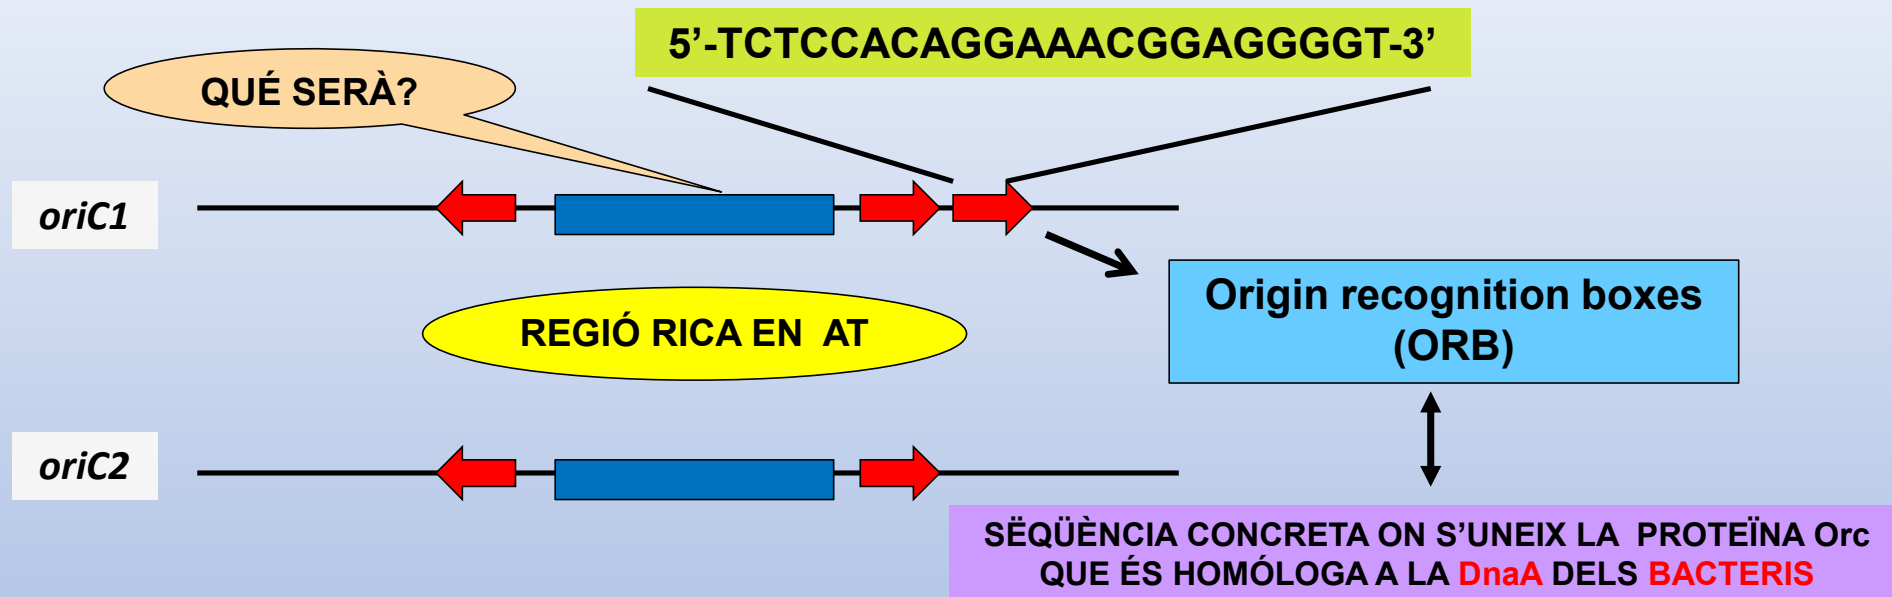 5’-TCTCCACAGGAAACGGAGGGGT-3’
QUÉ SERÀ?
oriC1
Origin recognition boxes
(ORB)
REGIÓ RICA EN AT
oriC2
SËQÜÈNCIA CONCRETA ON S’UNEIX LA PROTEÏNA Orc
QUE ÉS HOMÓLOGA A LA DnaA DELS BACTERIS